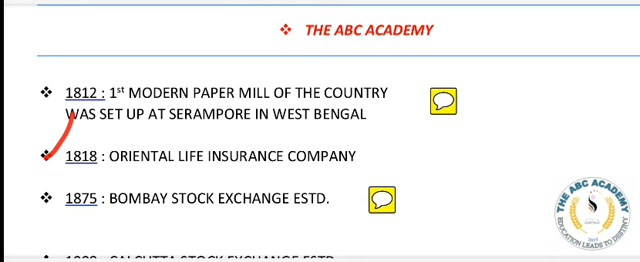 ❖ THE ABC ACADEMY
❖ 1812 : 1st MODERN PAPER MILL OF THE COUNTRY
WAS SET UP AT SERAMPORE IN WEST BENGAL
❖ 1818 : ORIENTAL LIFE INSURANCE COMPANY
❖ 1875 : BOMBAY STOCK EXCHANGE ESTD.
THE ABC ACADEMY
EDUCATION LEADS TO DESTINY